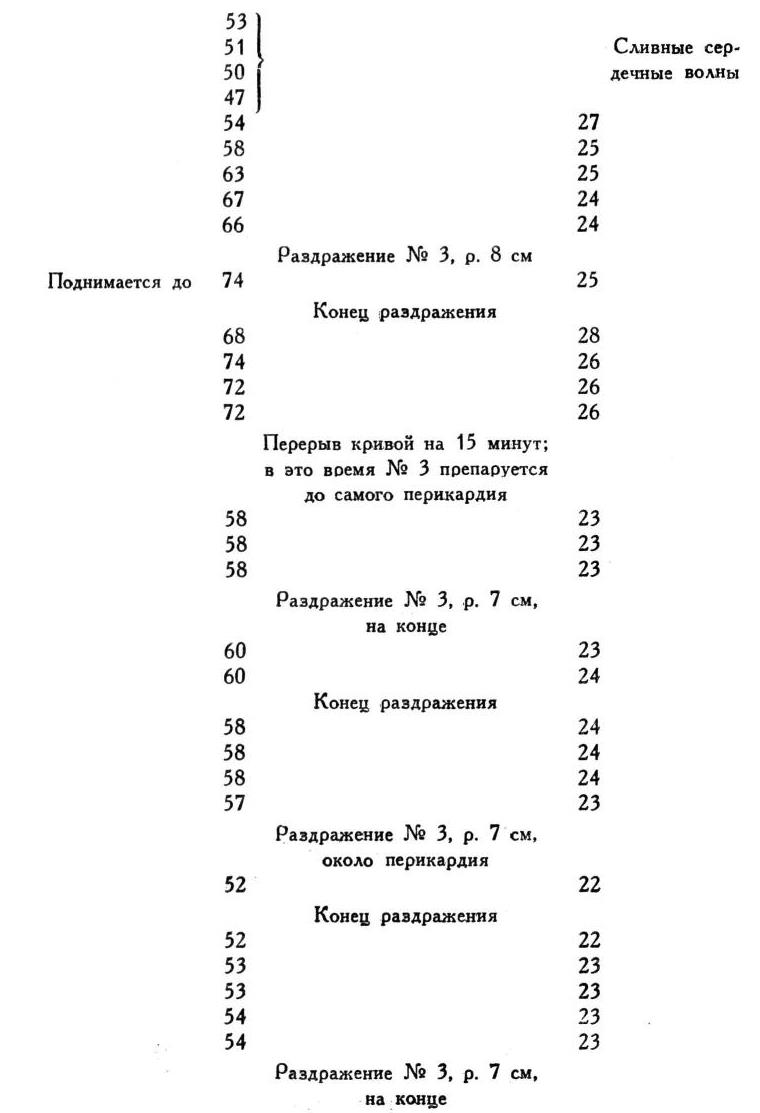 53
51 Сливные сер-
50 дечные волны
47
54 27
58 25
63 25
67 24
66 24
Раздражение № 3, р. 8 см
Поднимается до 74 25
Конец раздражения
68 28
74 26
72 26
72 26
Перерыв кривой на 15 минут;
в это время № 3 препаруется
до самого перикардия
58 23
58 23
58 23
Раздражение № 3, р. 7 см,
на конце
60 23
60 24
Конец раздражения
58 24
58 24
58 24
57 23
Раздражение № 3, р. 7 см,
около перикардия
52 22
Конец раздражения
52 22
53 23
53 23
54 23
54 23
Раздражение № 3, р. 7 см,
на конце